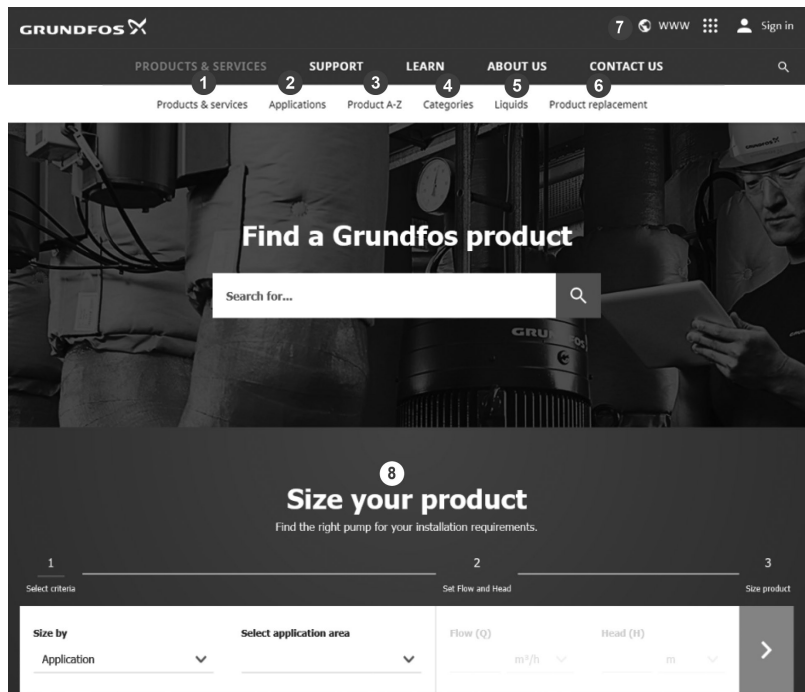 GRUNDFOS
7 WWW Sign in
PRODUCTS & SERVICES SUPPORT LEARN ABOUT US CONTACT US
1 2 3 4 5 6
Products & services Applications Product A-Z Categories Liquids Product replacement
GRUNDFOS
Find a Grundfos product
Search for...
8
Size your product
Find the right pump for your installation requirements.
1 2 3
Select criteria Set Flow and Head Size product
Size by Select application area Flow (Q) Head (H)
Application m³/h m